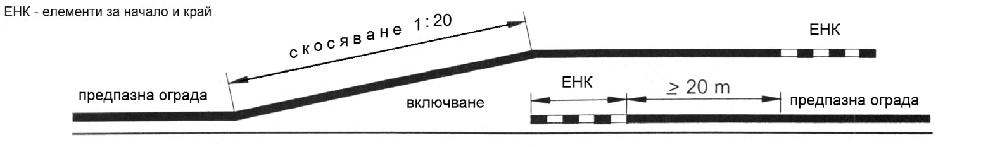 ЕНК - елементи за начало и край
скосяване 1:20
ЕНК
ЕНК
≥ 20 m
предпазна ограда
включване
предпазна ограда